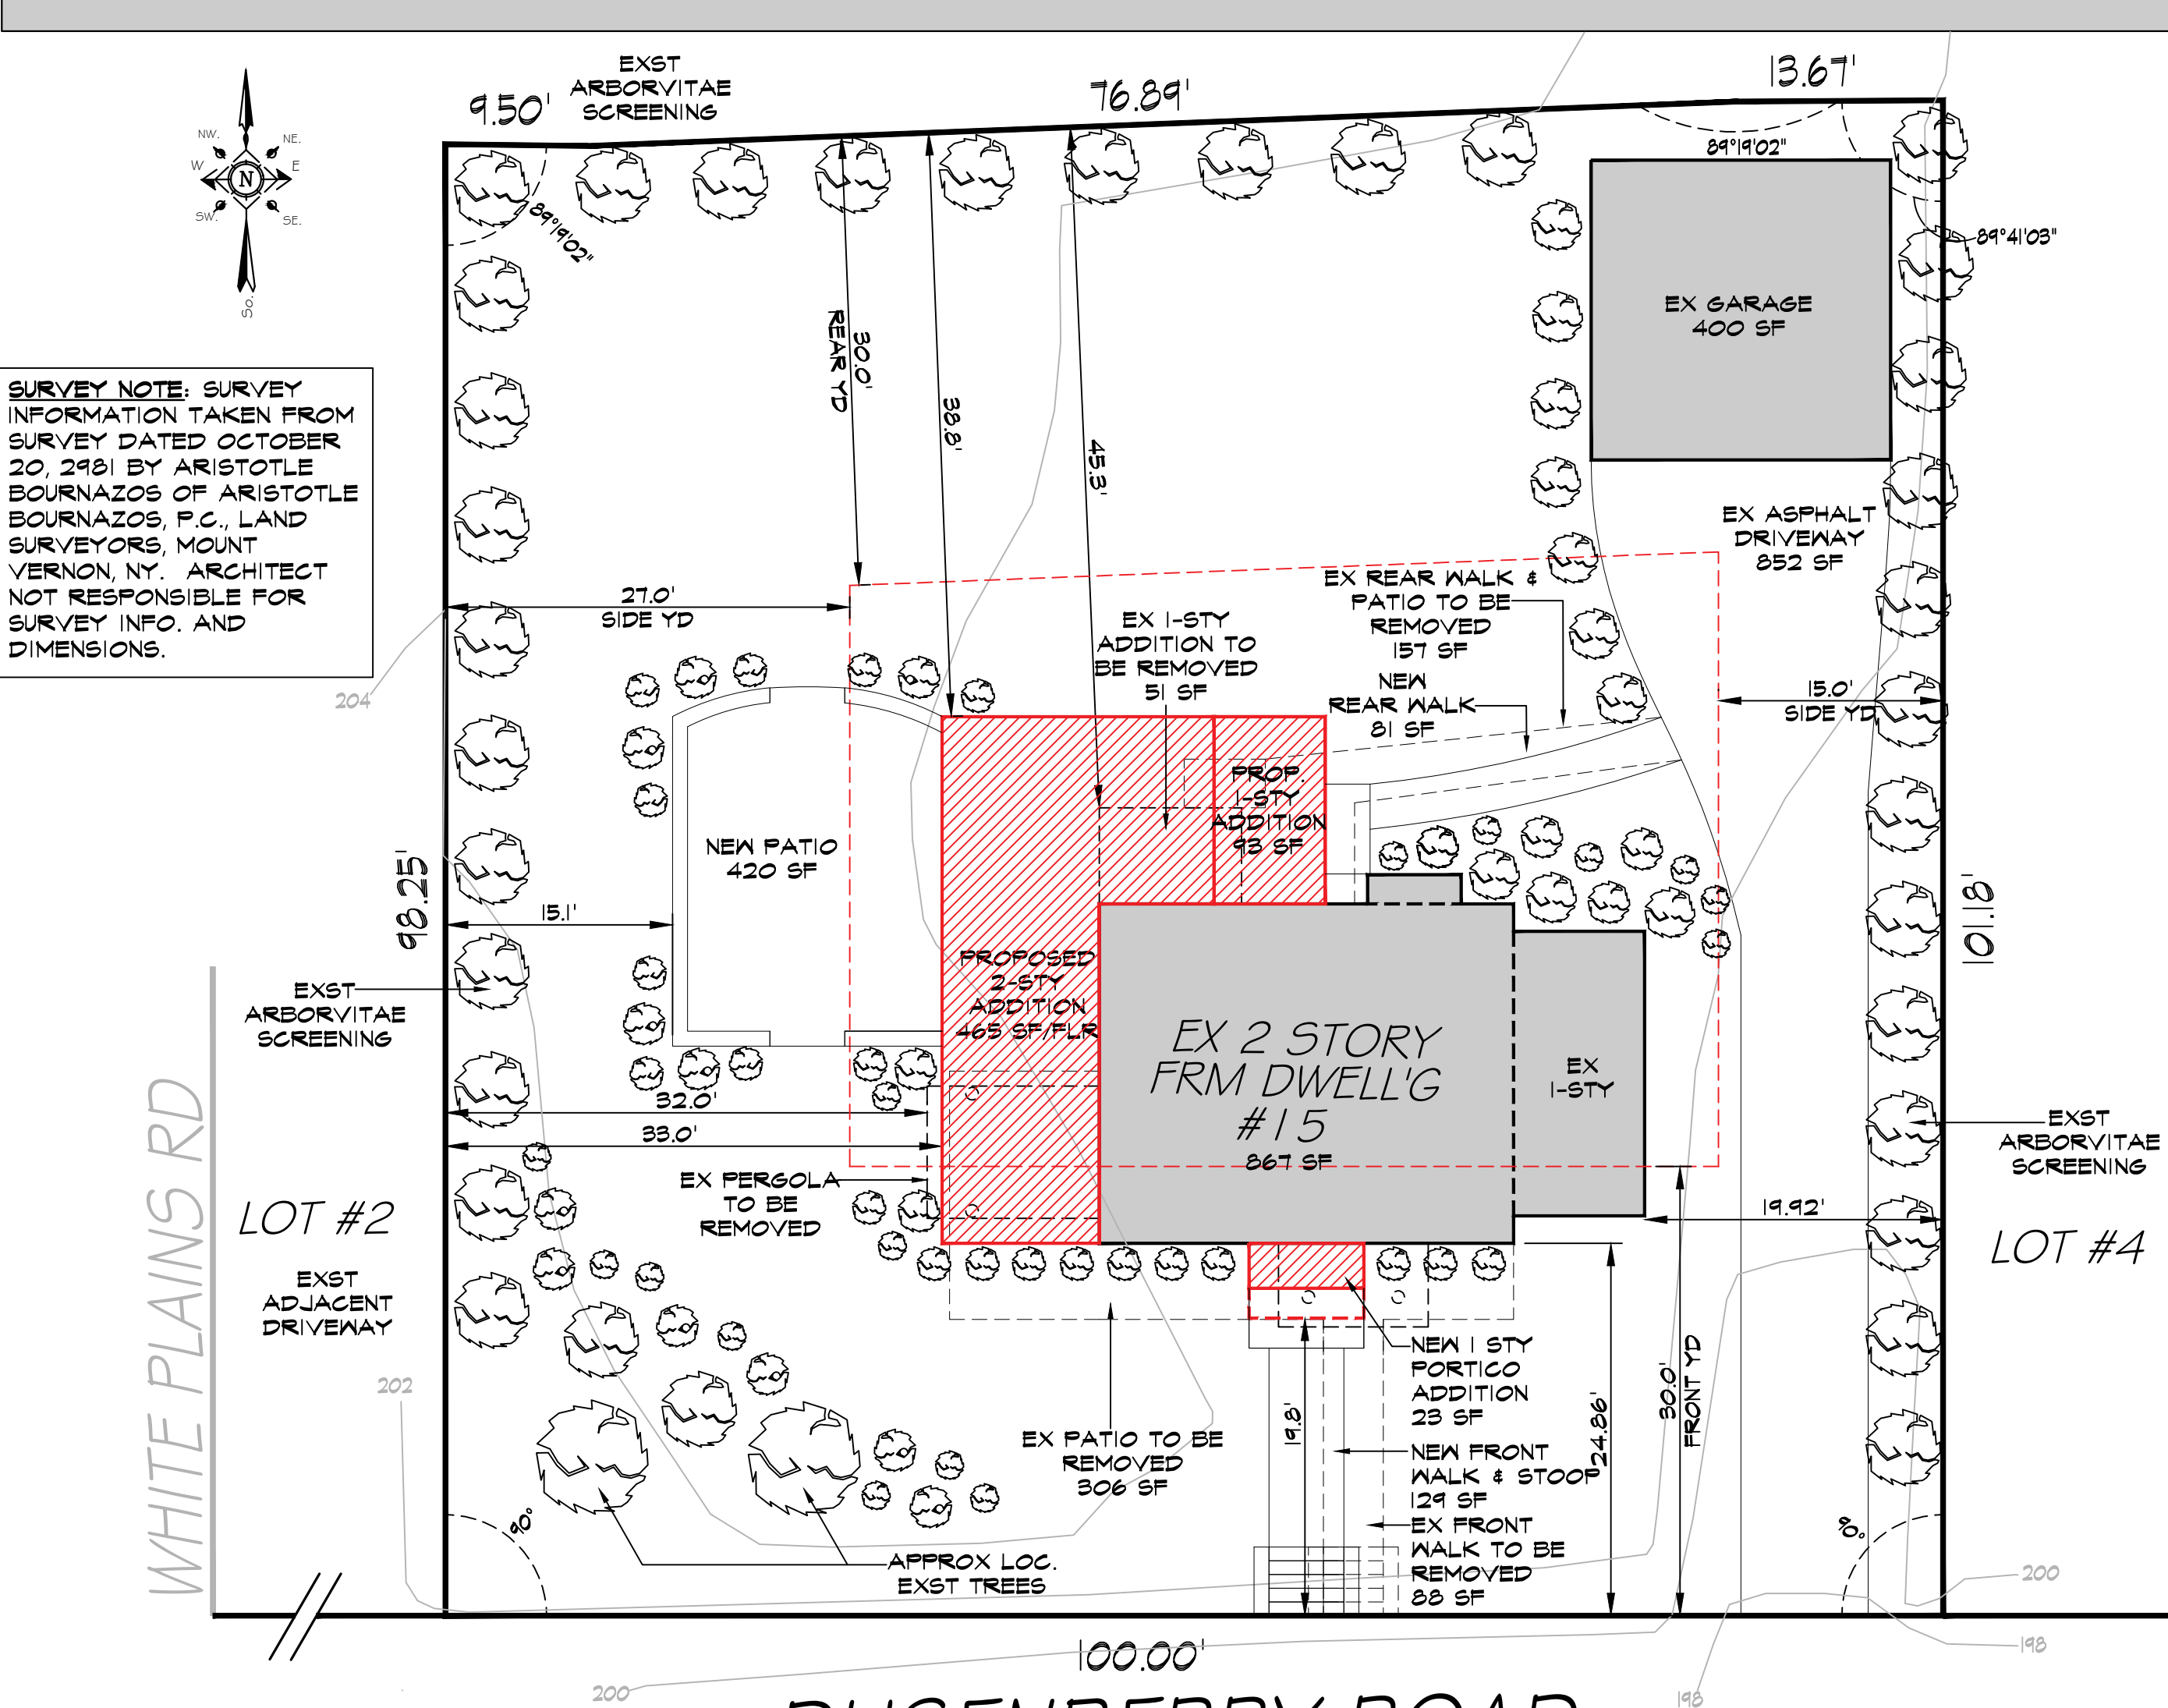 EXST
ARBORVITAE
SCREENING
9.50'
76.89'
13.67'
NW.
NE.
W
E
N
SW.
SE.
SO.
89°19'02"
89°19'02"
89°41'03"
EX GARAGE
400 SF
SURVEY NOTE: SURVEY
INFORMATION TAKEN FROM
SURVEY DATED OCTOBER
20, 2981 BY ARISTOTLE
BOURNAZOS OF ARISTOTLE
BOURNAZOS, P.C., LAND
SURVEYORS, MOUNT
VERNON, NY. ARCHITECT
NOT RESPONSIBLE FOR
SURVEY INFO. AND
DIMENSIONS.
30.0'
REAR YD
38.8'
45.3'
EX ASPHALT
DRIVEWAY
852 SF
27.0'
SIDE YD
EX 1-STY
ADDITION TO
BE REMOVED
51 SF
EX REAR WALK &
PATIO TO BE
REMOVED
157 SF
NEW
REAR WALK
81 SF
15.0'
SIDE YD
204
PROP.
1-STY
ADDITION
93 SF
NEW PATIO
420 SF
98.25'
15.1'
101.18'
PROPOSED
2-STY
ADDITION
465 SF/FLR
EXST
ARBORVITAE
SCREENING
EX 2 STORY
FRM DWELL'G
#15
867 SF
EX
1-STY
32.0'
33.0'
EX PERGOLA
TO BE
REMOVED
EXST
ARBORVITAE
SCREENING
WHITE PLAINS RD
LOT #2
19.92'
LOT #4
EXST
ADJACENT
DRIVEWAY
202
NEW 1 STY
PORTICO
ADDITION
23 SF
19.8'
24.86'
30.0'
FRONT YD
EX PATIO TO BE
REMOVED
306 SF
NEW FRONT
WALK & STOOP
129 SF
EX FRONT
WALK TO BE
REMOVED
88 SF
90°
90°
APPROX LOC.
EXST TREES
200
100.00'
198
200
198
DUSENBERRY ROAD